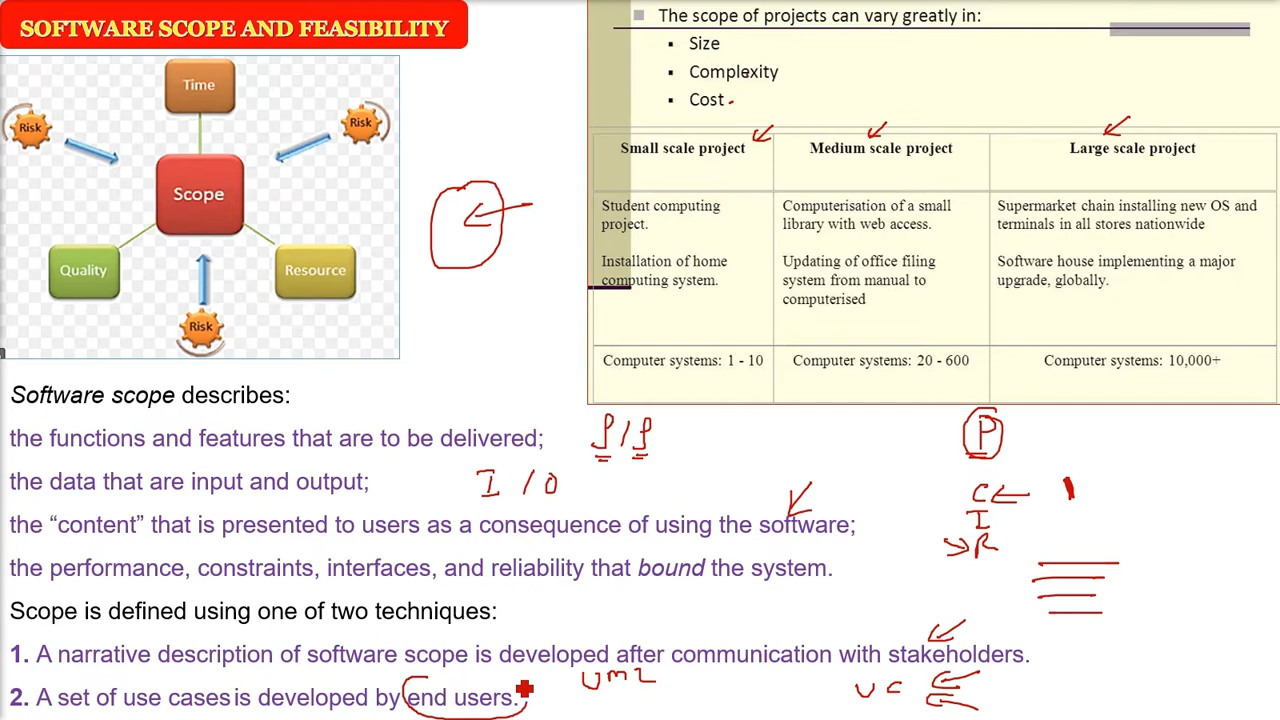 SOFTWARE SCOPE AND FEASIBILITY
Time
Risk
Risk
Scope
Quality
Resource
Risk
The scope of projects can vary greatly in:
Size
Complexity
Cost
Small scale project
Medium scale project
Large scale project
Student computing
project.
Installation of home
computing system.
Computerisation of a small
library with web access.
Updating of office filing
system from manual to
computerised
Supermarket chain installing new OS and
terminals in all stores nationwide
Software house implementing a major
upgrade, globally.
Computer systems: 1 - 10
Computer systems: 20 - 600
Computer systems: 10,000+
Software scope describes:
the functions and features that are to be delivered;
the data that are input and output;
I / O
the “content” that is presented to users as a consequence of using the software;
the performance, constraints, interfaces, and reliability that bound the system.
P
C
I
R
Scope is defined using one of two techniques:
1. A narrative description of software scope is developed after communication with stakeholders.
2. A set of use cases is developed by end users.
UML
UC